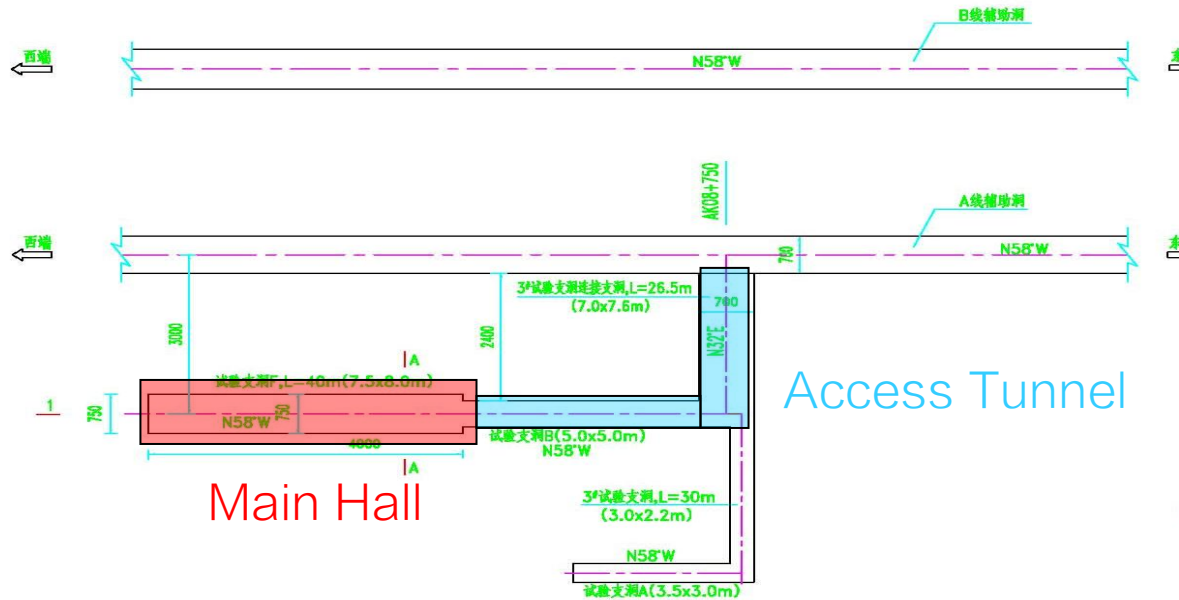 B线辅助洞
西端
N58°W
AK08+750
A线辅助洞
西端
N58°W
700
3#试验支洞连接支洞,L=26.5m
(7.0x7.6m)
700
3000
2400
N32°E
A
试验支洞F,L=40m(7.5x8.0m)
Access Tunnel
1
750
N58°W
750
试验支洞B(5.0x5.0m)
N58°W
4000
A
Main Hall
3#试验支洞,L=30m
(3.0x2.2m)
N58°W
试验支洞A(3.5x3.0m)